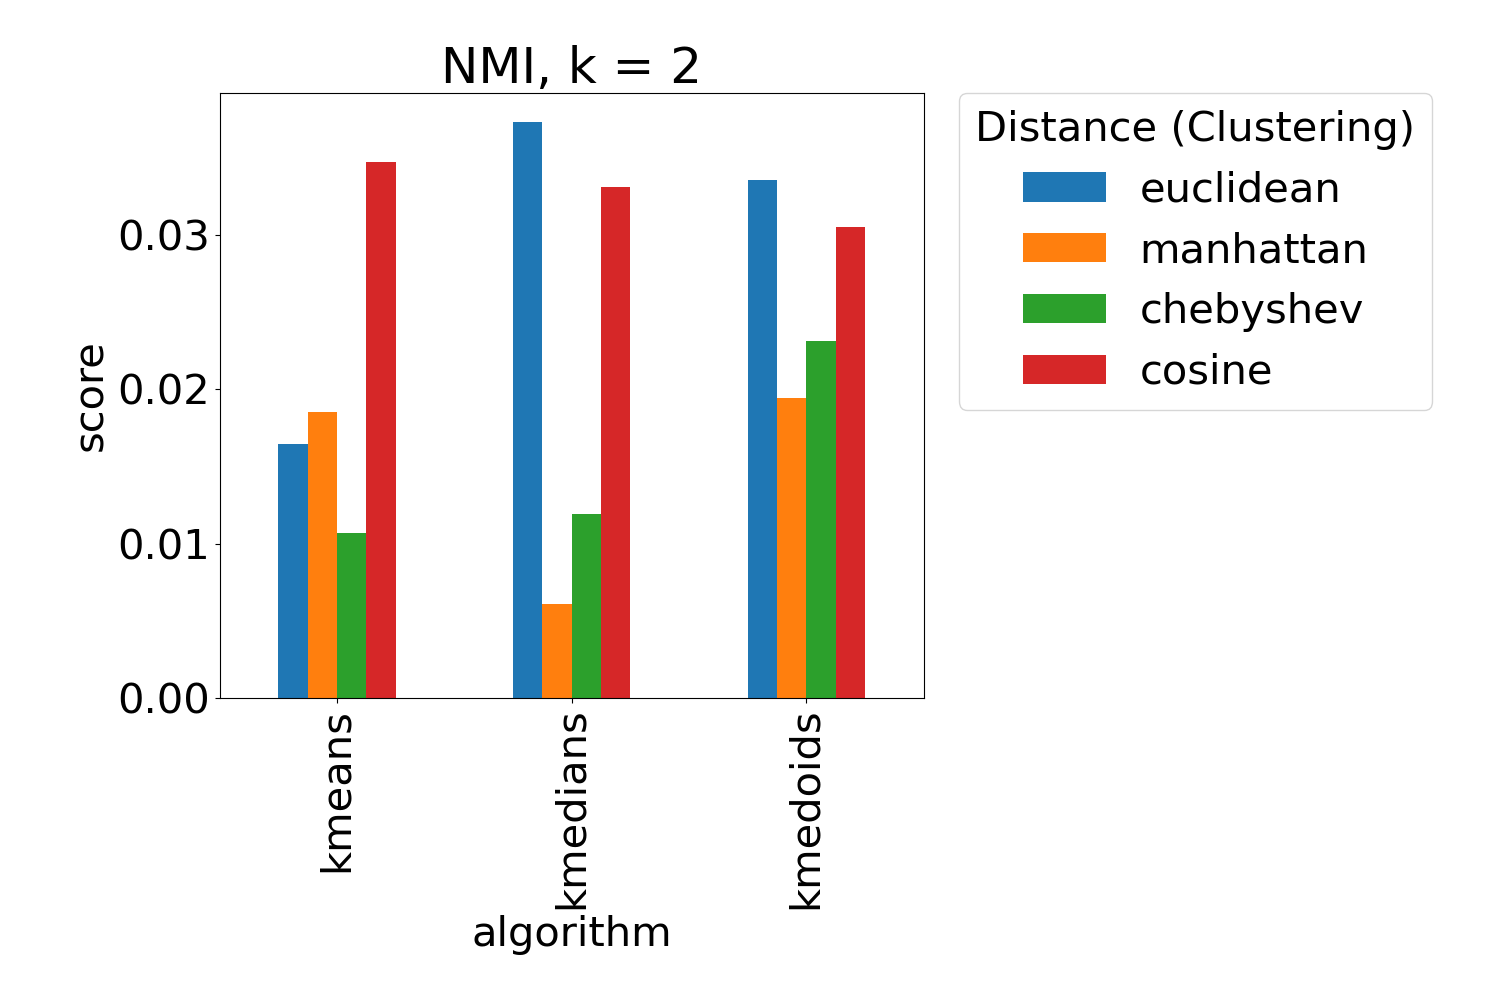 NMI, k = 2
score
0.03
0.02
0.01
0.00
kmeans
kmedians
kmedoids
algorithm
Distance (Clustering)
euclidean
manhattan
chebyshev
cosine